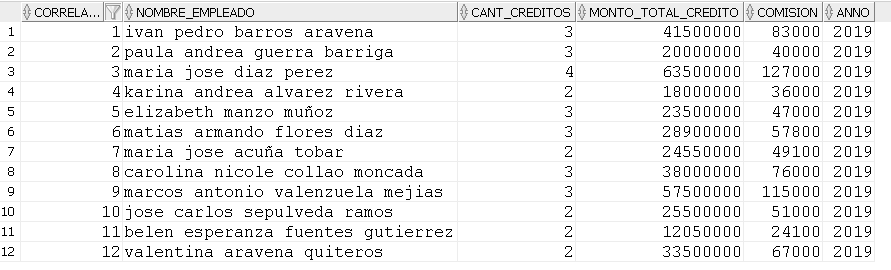 CORRELA... NOMBRE_EMPLEADO CANT_CREDITOS MONTO_TOTAL_CREDITO COMISION ANNO
1 1 ivan pedro barros aravena 3 41500000 83000 2019
2 2 paula andrea guerra barriga 3 20000000 40000 2019
3 3 maria jose diaz perez 4 63500000 127000 2019
4 4 karina andrea alvarez rivera 2 18000000 36000 2019
5 5 elizabeth manzo muñoz 3 23500000 47000 2019
6 6 matias armando flores diaz 3 28900000 57800 2019
7 7 maria jose acuña tobar 2 24550000 49100 2019
8 8 carolina nicole collao moncada 3 38000000 76000 2019
9 9 marcos antonio valenzuela mejias 3 57500000 115000 2019
10 10 jose carlos sepulveda ramos 2 25500000 51000 2019
11 11 belen esperanza fuentes gutierrez 2 12050000 24100 2019
12 12 valentina aravena quiteros 2 33500000 67000 2019